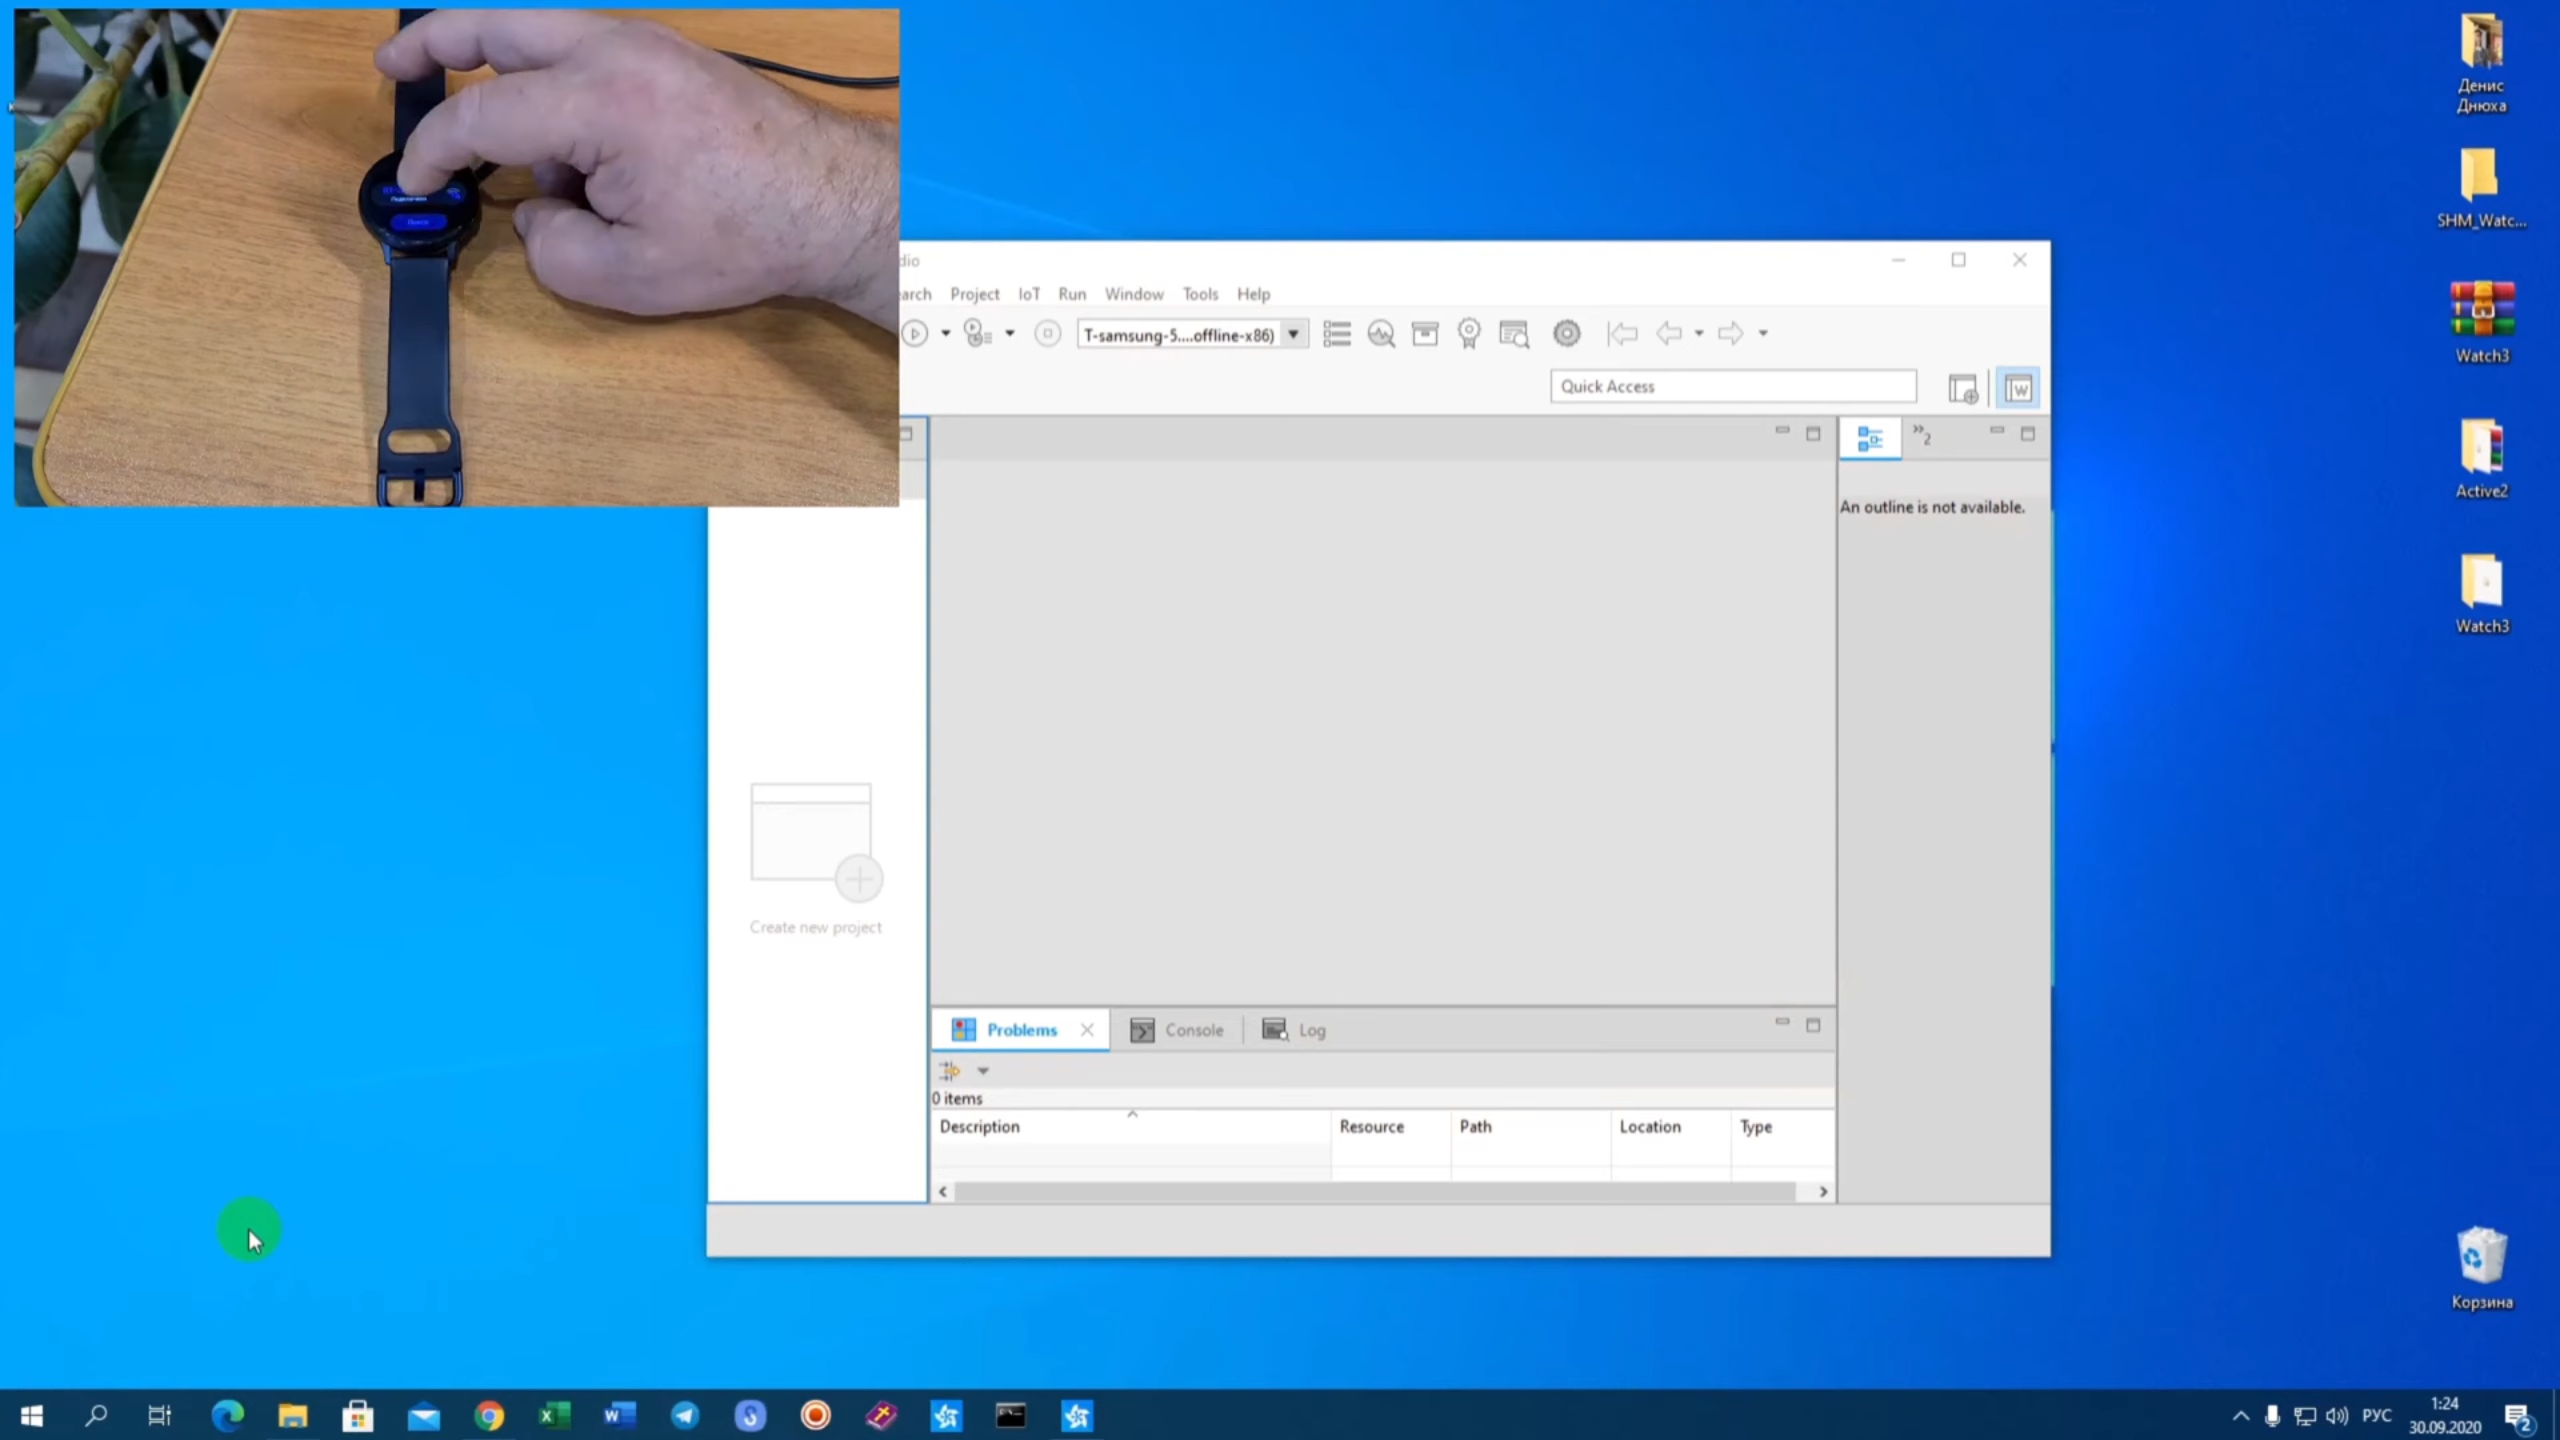 dio
arch Project IoT Run Window Tools Help
T-samsung-5....offline-x86)
Quick Access
2
An outline is not available.
Create new project
Problems Console Log
0 items
Description Resource Path Location Type
Денис
Днюха
SHM_Watc...
Watch3
Active2
Watch3
Корзина
РУС
1:24
30.09.2020
2